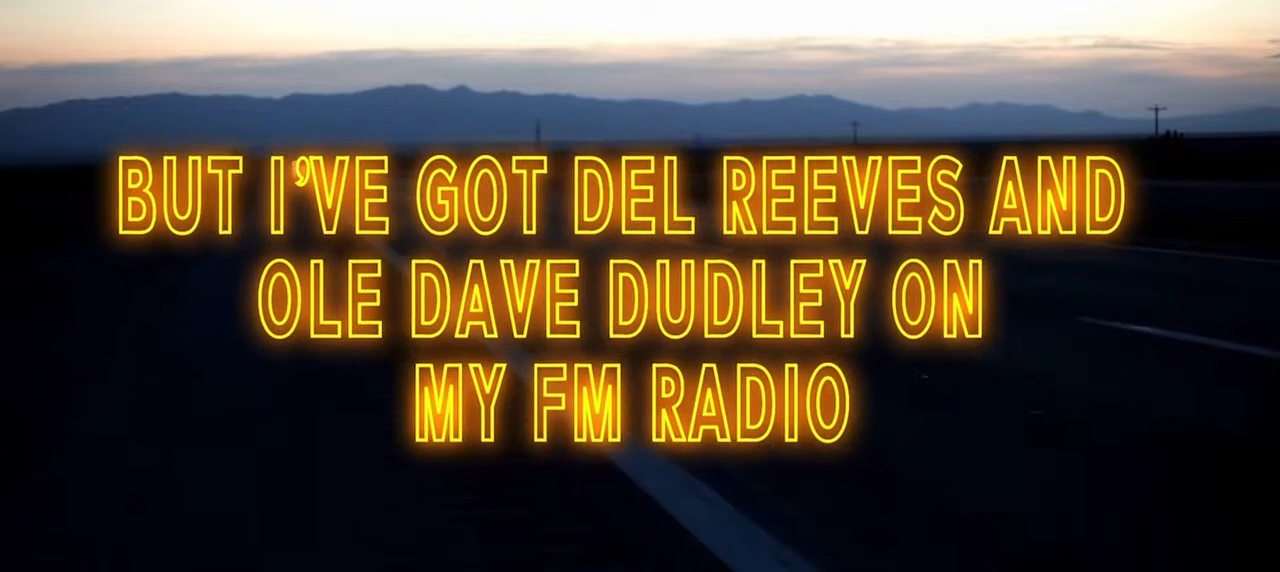 BUT I’VE GOT DEL REEVES AND
OLE DAVE DUDLEY ON
MY FM RADIO